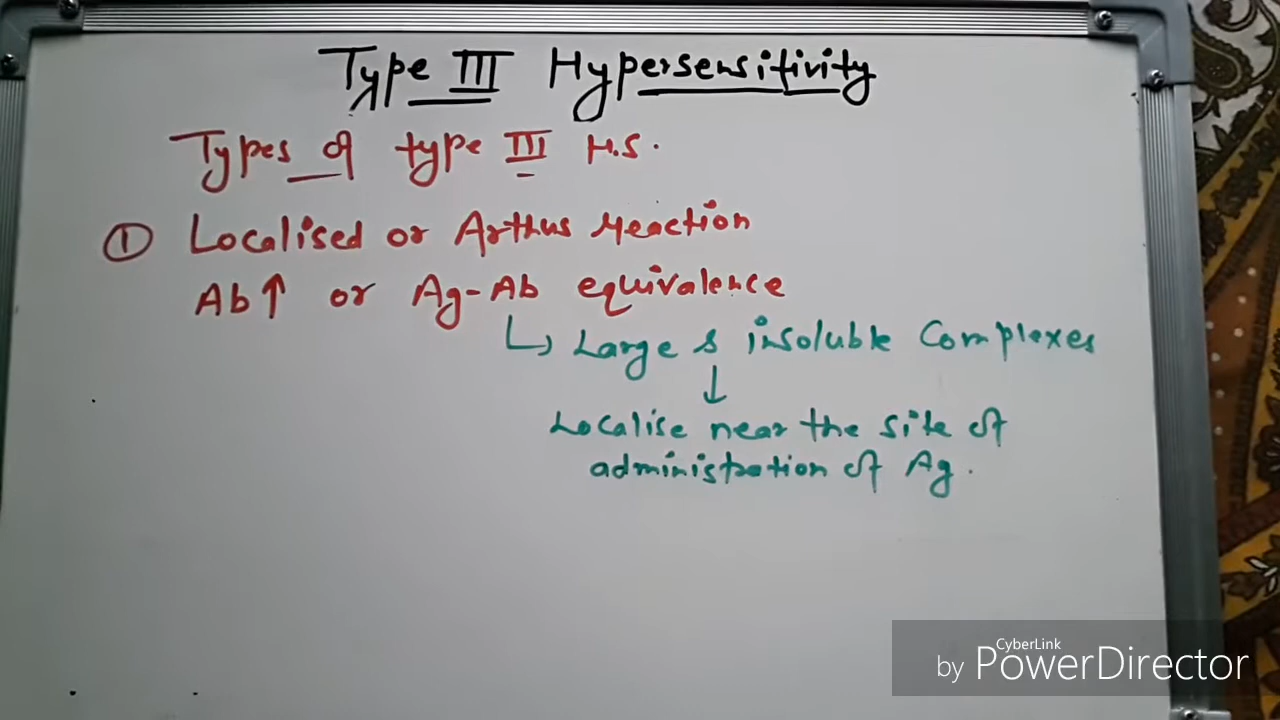 Type III Hypersensitivity
Types of type III H.S.
① Localised or Arthus reaction
Ab↑ or Ag-Ab equivalence
↳ Large & insoluble complexes
↓
Localise near the site of
administration of Ag.
CyberLink
by PowerDirector